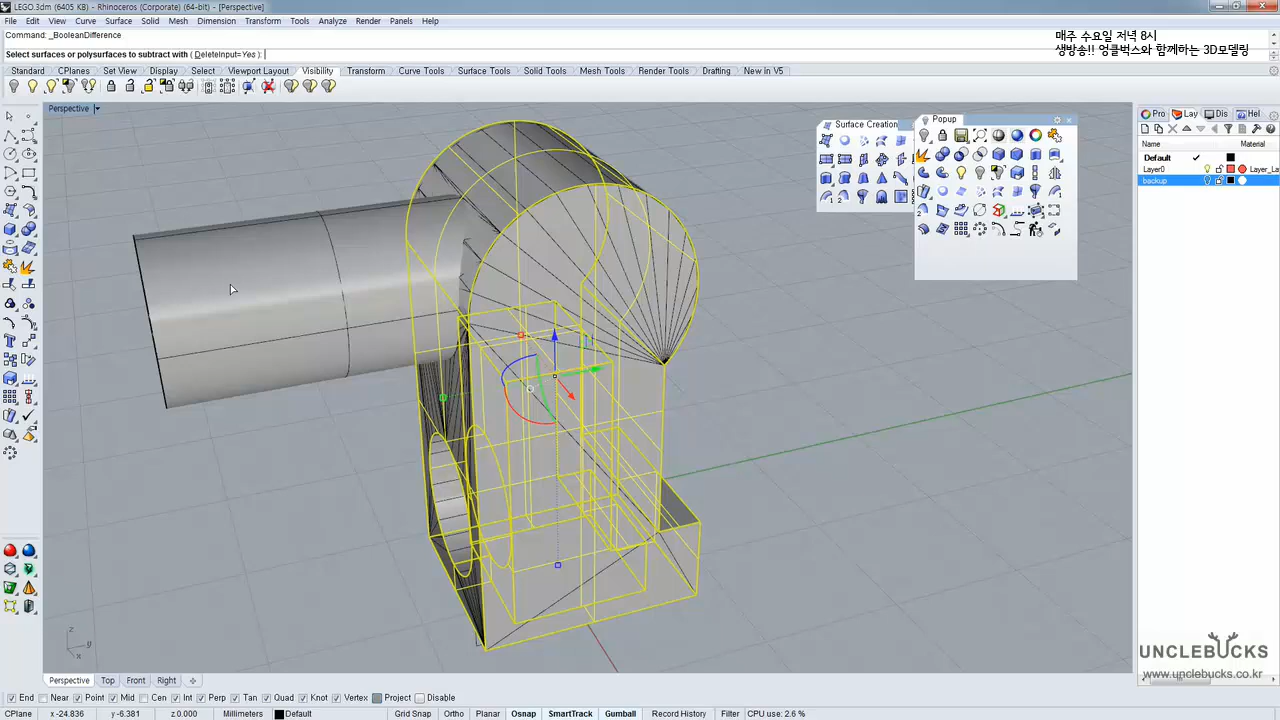 LEGO.3dm (6405 KB) - Rhinoceros (Corporate) (64-bit) - [Perspective]
File Edit View Curve Surface Solid Mesh Dimension Transform Tools Analyze Render Panels Help
Command: _BooleanDifference
매주 수요일 저녁 8시
Select surfaces or polysurfaces to subtract with ( DeleteInput=Yes ):
생방송!! 엉클벅스와 함께하는 3D모델링
Standard CPlanes Set View Display Select Viewport Layout Visibility Transform Curve Tools Surface Tools Solid Tools Mesh Tools Render Tools Drafting New in V5
Perspective
Surface Creation
Popup
Pro Lay Dis Hel
Name Material
Default
Layer0 Layer_La
backup
z
y
x
UNCLEBUCKS
www.unclebucks.co.kr
Perspective Top Front Right
End Near Point Mid Cen Int Perp Tan Quad Knot Vertex Project Disable
CPlane x -24.836 y -6.381 z 0.000 Millimeters Default Grid Snap Ortho Planar Osnap SmartTrack Gumball Record History Filter CPU use: 2.6 %